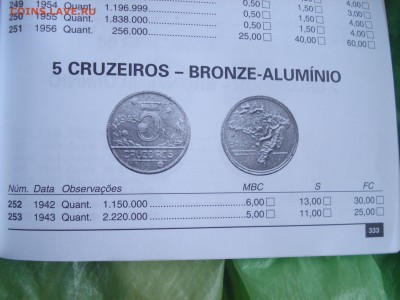 COINS.LAVE.RU
249 1954 Quant. 1.196.999 0,50 1,50 4,00
250 1955 Quant. 1.838.000 0,50 1,50 4,00
251 1956 Quant. 256.000 25,00 40,00 60,00
5 CRUZEIROS – BRONZE-ALUMÍNIO
5
CRUZEIROS
Núm. Data Observações MBC S FC
252 1942 Quant. 1.150.000 6,00 13,00 30,00
253 1943 Quant. 2.220.000 5,00 11,00 25,00
333